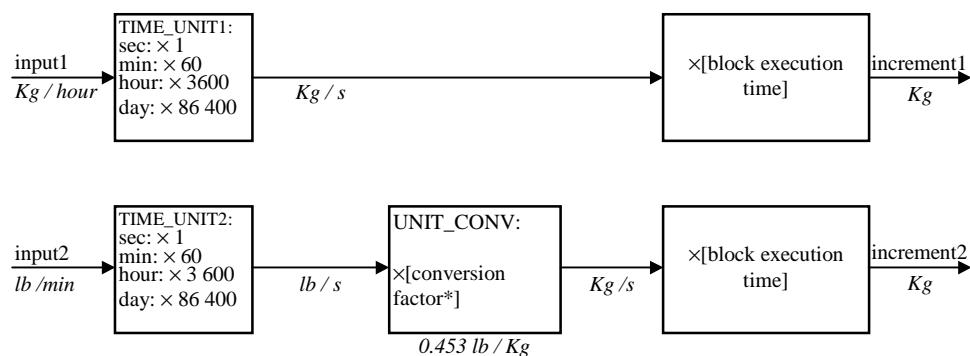 TIME_UNIT1:
sec: × 1
min: × 60
hour: × 3600
day: × 86 400
input1
Kg / hour
Kg / s
×[block execution
time]
increment1
Kg
TIME_UNIT2:
sec: × 1
min: × 60
hour: × 3 600
day: × 86 400
input2
lb /min
lb / s
UNIT_CONV:
×[conversion
factor*]
0.453 lb / Kg
Kg /s
×[block execution
time]
increment2
Kg